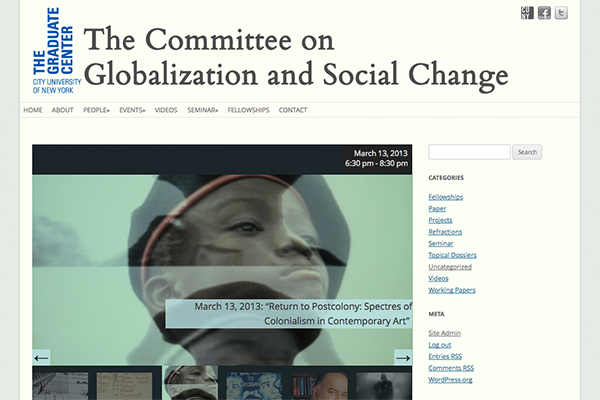 THE
GRADUATE
CENTER
CITY UNIVERSITY
OF NEW YORK
The Committee on
Globalization and Social Change
CU
NY
HOME ABOUT PEOPLE» EVENTS» VIDEOS SEMINAR» FELLOWSHIPS CONTACT
March 13, 2013
6:30 pm - 8:30 pm
March 13, 2013: “Return to Postcolony: Spectres of
Colonialism in Contemporary Art”
Search
CATEGORIES
Fellowships
Paper
Projects
Refractions
Seminar
Topical Dossiers
Uncategorized
Videos
Working Papers
META
Site Admin
Log out
Entries RSS
Comments RSS
WordPress.org